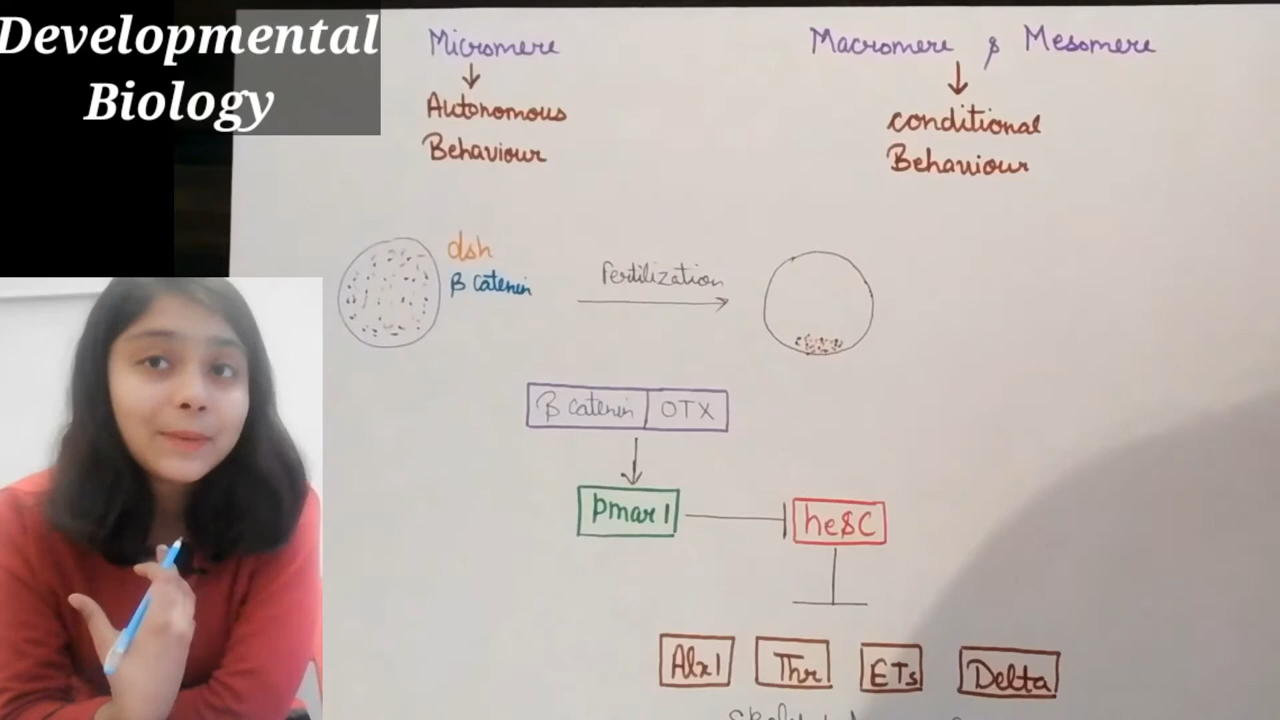 Developmental
Biology
Micromere
Autonomous
Behaviour
Macromere & Mesomere
conditional
Behaviour
dsh
β catenin
Fertilization
β catenin OTX
Pmar1
hesC
Alx1 Thr ETs Delta